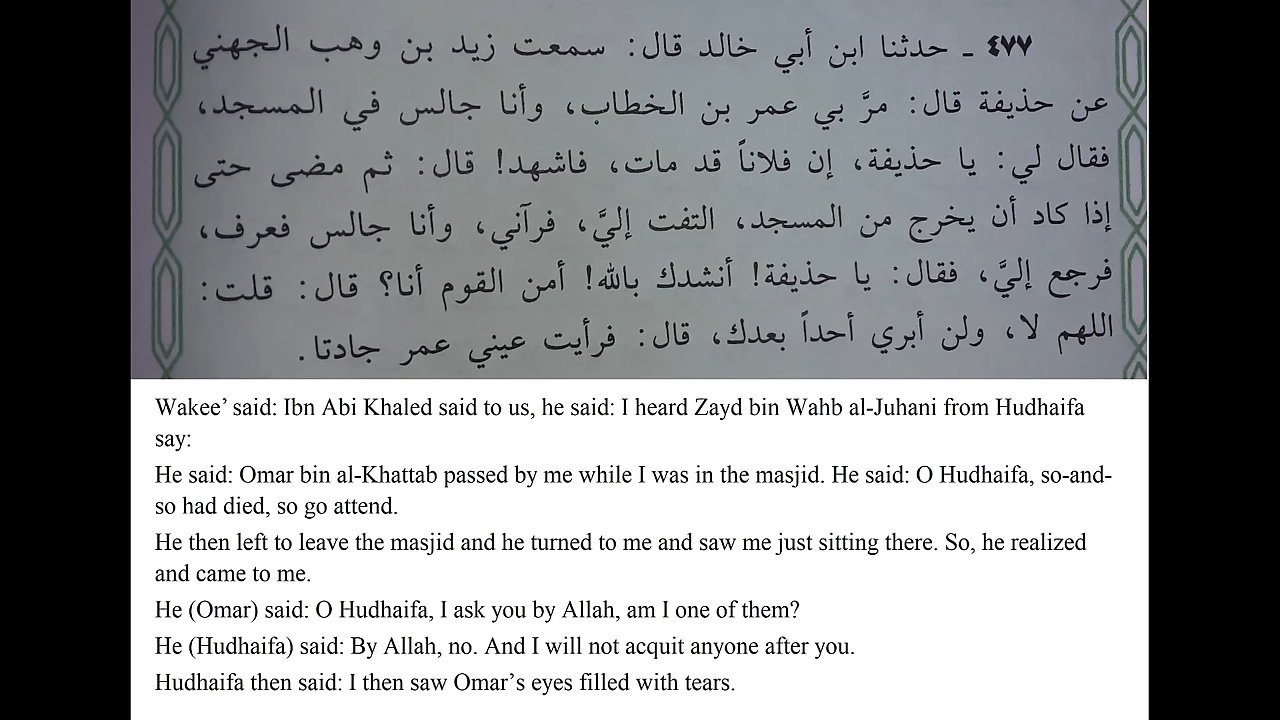 ٤٧٧ ـ حدثنا ابن أبي خالد قال: سمعت زيد بن وهب الجهني
عن حذيفة قال: مرَّ بي عمر بن الخطاب، وأنا جالس في المسجد،
فقال لي: يا حذيفة، إن فلاناً قد مات، فاشهد! قال: ثم مضى حتى
إذا كاد أن يخرج من المسجد، التفت إليَّ، فرآني، وأنا جالس فعرف،
فرجع إليَّ، فقال: يا حذيفة! أنشدك بالله! أمن القوم أنا؟ قال: قلت:
اللهم لا، ولن أبري أحداً بعدك، قال: فرأيت عيني عمر جادتا.
Wakee’ said: Ibn Abi Khaled said to us, he said: I heard Zayd bin Wahb al-Juhani from Hudhaifa
say:
He said: Omar bin al-Khattab passed by me while I was in the masjid. He said: O Hudhaifa, so-and-
so had died, so go attend.
He then left to leave the masjid and he turned to me and saw me just sitting there. So, he realized
and came to me.
He (Omar) said: O Hudhaifa, I ask you by Allah, am I one of them?
He (Hudhaifa) said: By Allah, no. And I will not acquit anyone after you.
Hudhaifa then said: I then saw Omar’s eyes filled with tears.